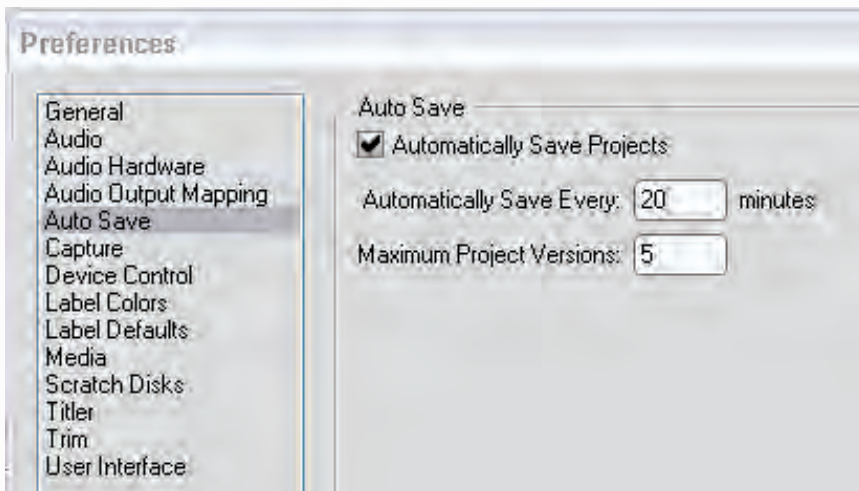 Preferences
General
Audio
Audio Hardware
Audio Output Mapping
Auto Save
Capture
Device Control
Label Colors
Label Defaults
Media
Scratch Disks
Titler
Trim
User Interface
Auto Save
Automatically Save Projects
Automatically Save Every: 20 minutes
Maximum Project Versions: 5